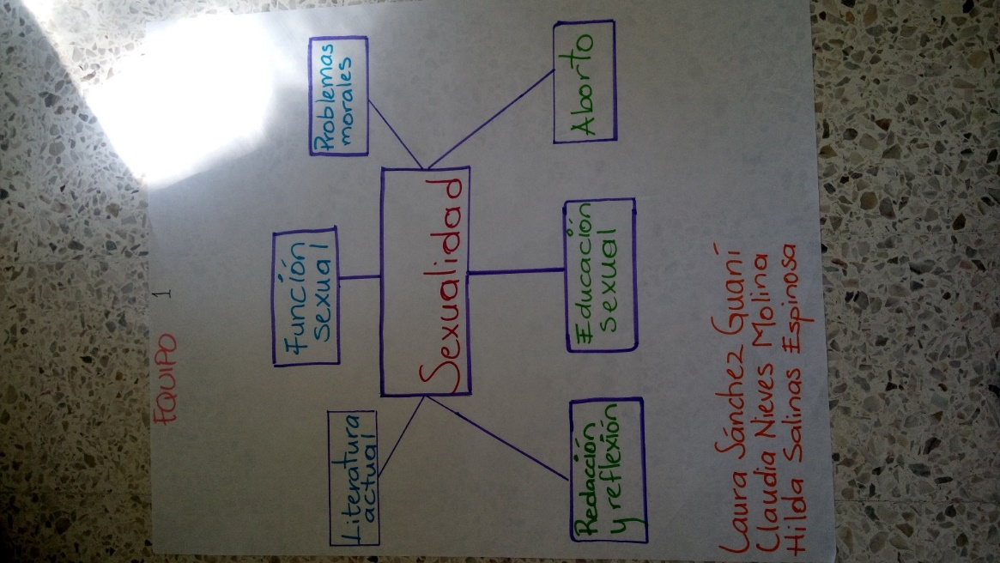 EQUIPO 1
Literatura
actual
Función
sexual
Problemas
morales
Sexualidad
Redacción
y reflexión
Educación
sexual
Aborto
Laura Sánchez Guaní
Claudia Nieves Molina
Hilda Salinas Espinosa